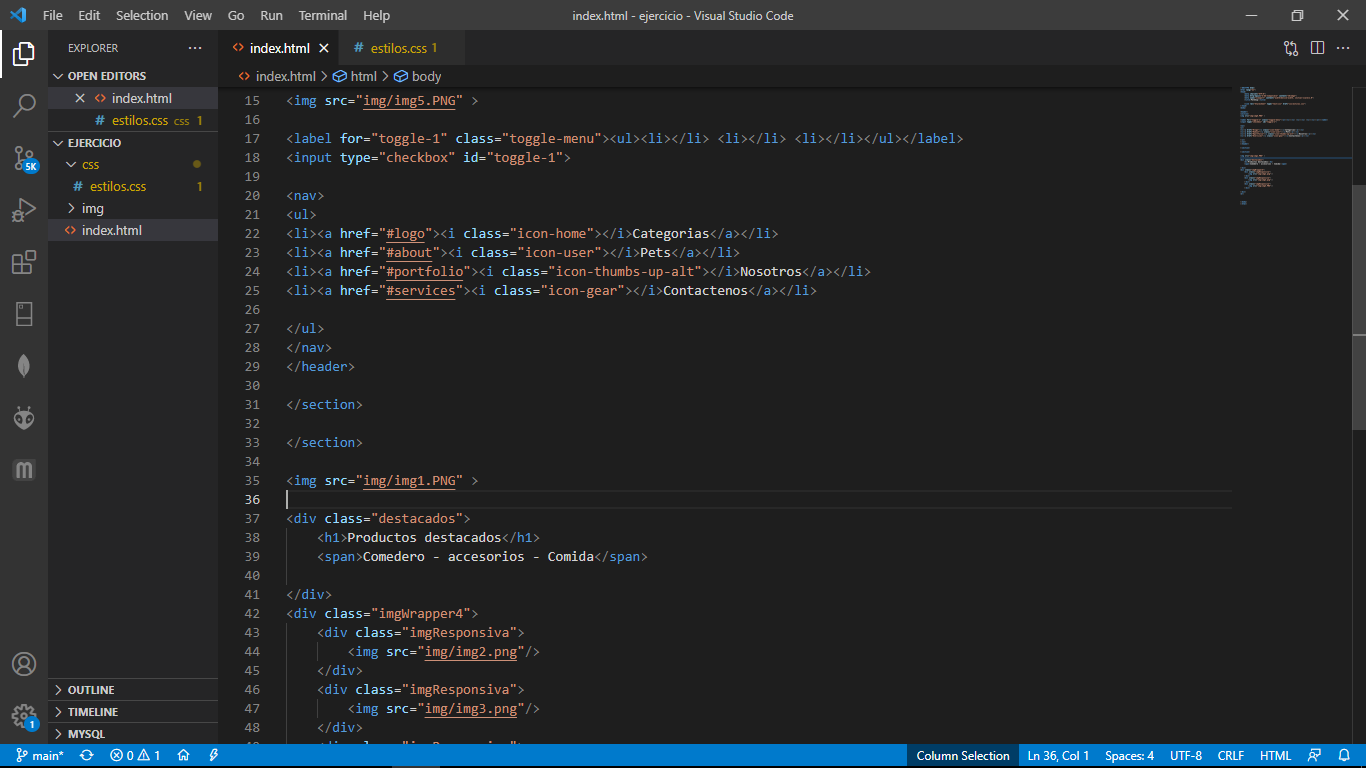 File Edit Selection View Go Run Terminal Help index.html - ejercicio - Visual Studio Code
EXPLORER ...
OPEN EDITORS
index.html
estilos.css css 1
EJERCICIO
css
estilos.css 1
img
index.html
OUTLINE
TIMELINE
MYSQL
5K
1
index.html estilos.css 1
index.html > html > body
15 <img src="img/img5.PNG" >
16
17 <label for="toggle-1" class="toggle-menu"><ul><li></li> <li></li> <li></li></ul></label>
18 <input type="checkbox" id="toggle-1">
19
20 <nav>
21 <ul>
22 <li><a href="#logo"><i class="icon-home"></i>Categorias</a></li>
23 <li><a href="#about"><i class="icon-user"></i>Pets</a></li>
24 <li><a href="#portfolio"><i class="icon-thumbs-up-alt"></i>Nosotros</a></li>
25 <li><a href="#services"><i class="icon-gear"></i>Contactenos</a></li>
26
27 </ul>
28 </nav>
29 </header>
30
31 </section>
32
33 </section>
34
35 <img src="img/img1.PNG" >
36
37 <div class="destacados">
38 <h1>Productos destacados</h1>
39 <span>Comedero - accesorios - Comida</span>
40
41 </div>
42 <div class="imgWrapper4">
43 <div class="imgResponsiva">
44 <img src="img/img2.png"/>
45 </div>
46 <div class="imgResponsiva">
47 <img src="img/img3.png"/>
48 </div>
main* 0 1 Column Selection Ln 36, Col 1 Spaces: 4 UTF-8 CRLF HTML